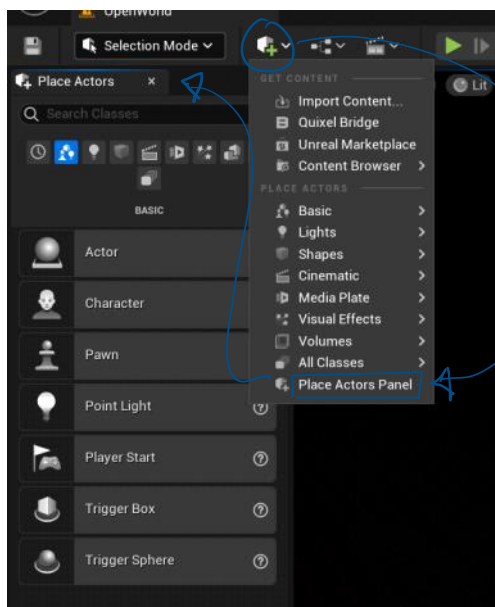 OpenWorld
Selection Mode
Place Actors
Lit
Search Classes
BASIC
Actor
Character
Pawn
Point Light
Player Start
Trigger Box
Trigger Sphere
GET CONTENT
Import Content...
Quixel Bridge
Unreal Marketplace
Content Browser
PLACE ACTORS
Basic
Lights
Shapes
Cinematic
Media Plate
Visual Effects
Volumes
All Classes
Place Actors Panel